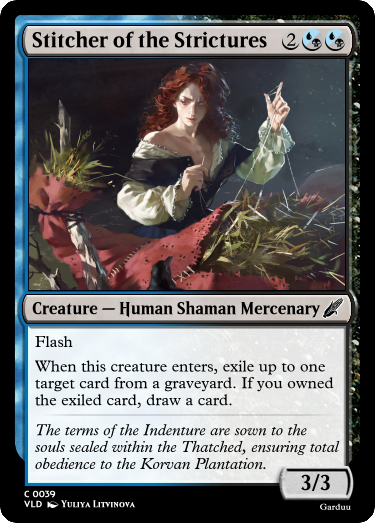 Stitcher of the Strictures 2
Creature — Human Shaman Mercenary
Flash
When this creature enters, exile up to one
target card from a graveyard. If you owned
the exiled card, draw a card.
The terms of the Indenture are sown to the
souls sealed within the Thatched, ensuring total
obedience to the Korvan Plantation.
3/3
C 0039
VLD Yuliya Litvinova
Garduu